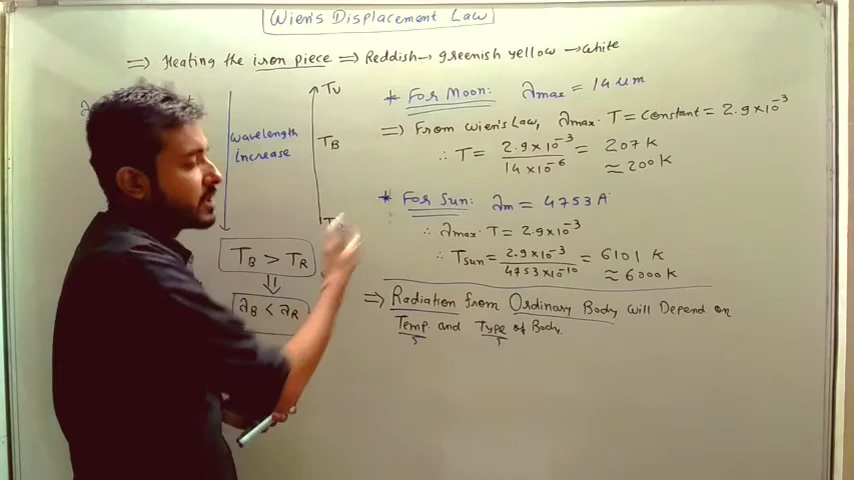 Wien's Displacement Law
=> Heating the iron piece => Reddish → greenish yellow → white
wavelength
increase
TV
TB
TB > TR
λB < λR
* For Moon: λmax = 14 um
=> From Wien's Law, λmax. T = constant = 2.9×10⁻³
∴ T = 2.9×10⁻³ / 14×10⁻⁶ = 207 K
≈ 200K
* For Sun: λm = 4753 A°
∴ λmax. T = 2.9×10⁻³
∴ Tsun = 2.9×10⁻³ / 4753×10⁻¹⁰ = 6101 K
≈ 6000K
=> Radiation from Ordinary Body will Depend on
Temp. and Type of Body.